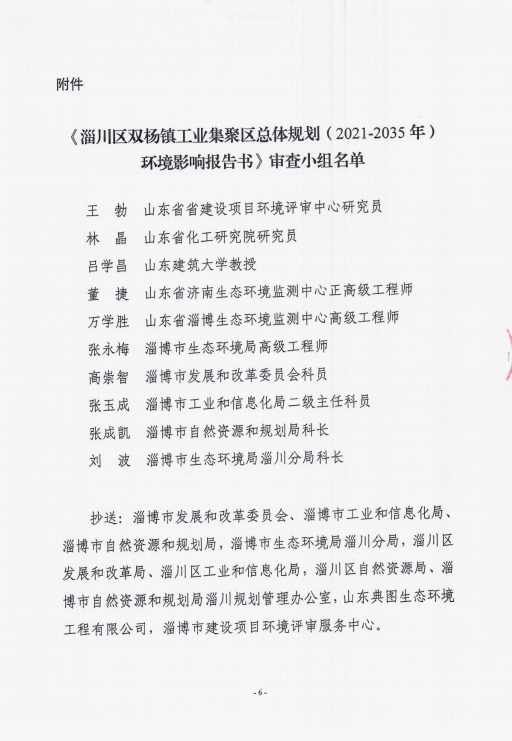 附件
《淄川区双杨镇工业集聚区总体规划（2021-2035 年）
环境影响报告书》审查小组名单
王　勃　山东省省建设项目环境评审中心研究员
林　晶　山东省化工研究院研究员
吕学昌　山东建筑大学教授
董　捷　山东省济南生态环境监测中心正高级工程师
万学胜　山东省淄博生态环境监测中心高级工程师
张永梅　淄博市生态环境局高级工程师
高崇智　淄博市发展和改革委员会科员
张玉成　淄博市工业和信息化局二级主任科员
张成凯　淄博市自然资源和规划局科长
刘　波　淄博市生态环境局淄川分局科长
抄送：淄博市发展和改革委员会、淄博市工业和信息化局、
淄博市自然资源和规划局，淄博市生态环境局淄川分局，淄川区
发展和改革局、淄川区工业和信息化局，淄川区自然资源局、淄
博市自然资源和规划局淄川规划管理办公室，山东典图生态环境
工程有限公司，淄博市建设项目环境评审服务中心。
- 6 -